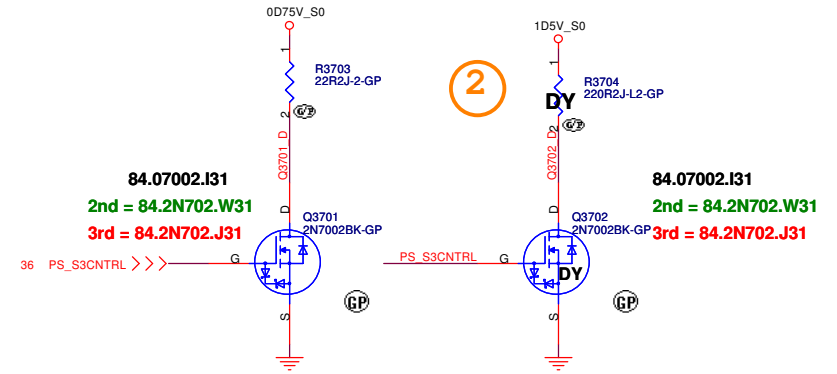 0D75V_S0
1
R3703
22R2J-2-GP
2
G/P
Q3701_D
84.07002.I31
2nd = 84.2N702.W31
3rd = 84.2N702.J31
D
Q3701
2N7002BK-GP
36 PS_S3CNTRL
G
GP
S
2
1D5V_S0
1
R3704
220R2J-L2-GP
DY
2
G/P
Q3702_D
84.07002.I31
2nd = 84.2N702.W31
3rd = 84.2N702.J31
D
Q3702
2N7002BK-GP
PS_S3CNTRL
G
DY
GP
S